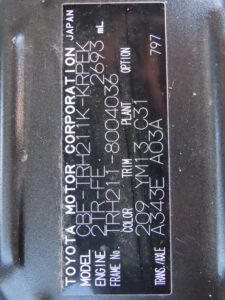 TOYOTA MOTOR CORPORATION JAPAN
MODEL CBF-TRH211K-KRPEK
ENGINE 2TR-FE 2693 mL
FRAME No. TRH211-8004036
COLOR TRIM PLANT OPTION
209 YM13 C31 797
TRANS./AXLE A343E A03A